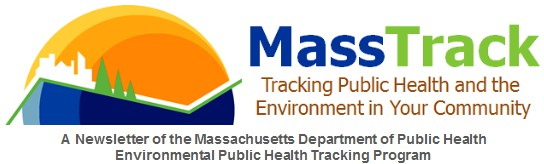 MassTrack
Tracking Public Health and the
Environment in Your Community
A Newsletter of the Massachusetts Department of Public Health
Environmental Public Health Tracking Program